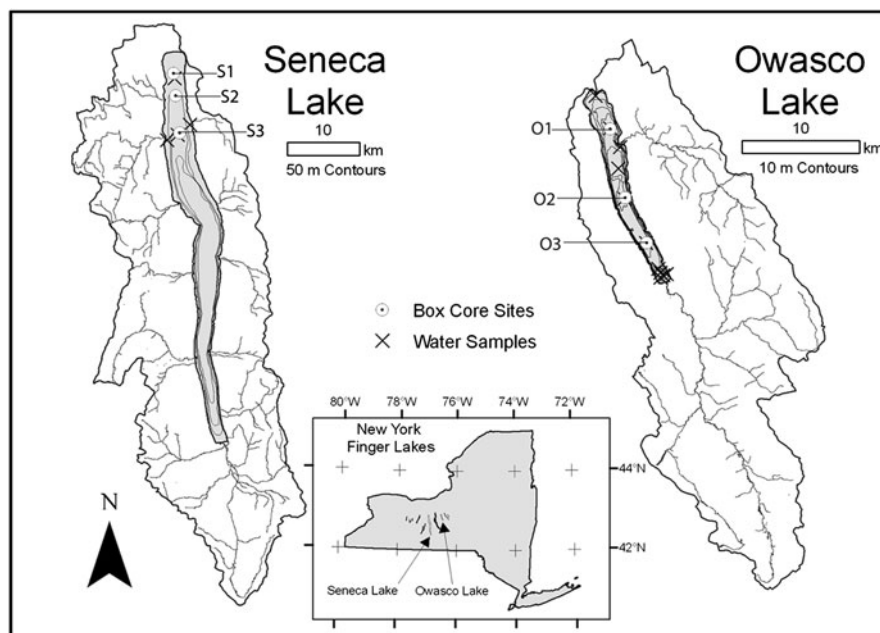 Seneca
Lake
10
km
50 m Contours
S1
S2
S3
Owasco
Lake
10
km
10 m Contours
O1
O2
O3
Box Core Sites
Water Samples
N
80°W 78°W 76°W 74°W 72°W
New York
Finger Lakes
44°N
42°N
Seneca Lake Owasco Lake